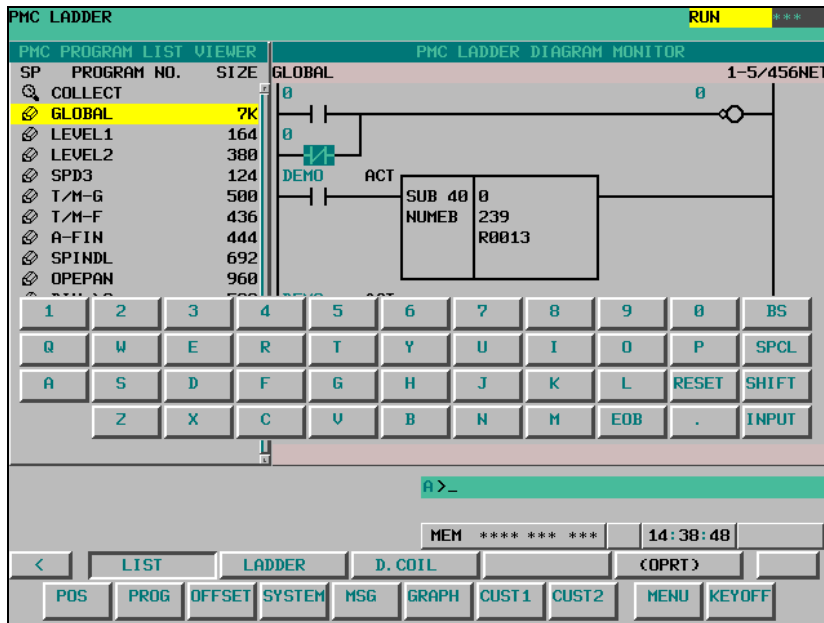 PMC LADDER RUN ***
PMC PROGRAM LIST VIEWER PMC LADDER DIAGRAM MONITOR
SP PROGRAM NO. SIZE GLOBAL 1-5/456NET
COLLECT 0 0
GLOBAL 7K
LEVEL1 164 0
LEVEL2 380
SPD3 124 DEMO ACT
T/M-G 500 SUB 40 0
T/M-F 436 NUMEB 239
A-FIN 444 R0013
SPINDL 692
OPEPAN 960
1 2 3 4 5 6 7 8 9 0 BS
Q W E R T Y U I O P SPCL
A S D F G H J K L RESET SHIFT
Z X C V B N M EOB . INPUT
A>_
MEM **** *** *** 14:38:48
< LIST LADDER D.COIL (OPRT)
POS PROG OFFSET SYSTEM MSG GRAPH CUST1 CUST2 MENU KEYOFF